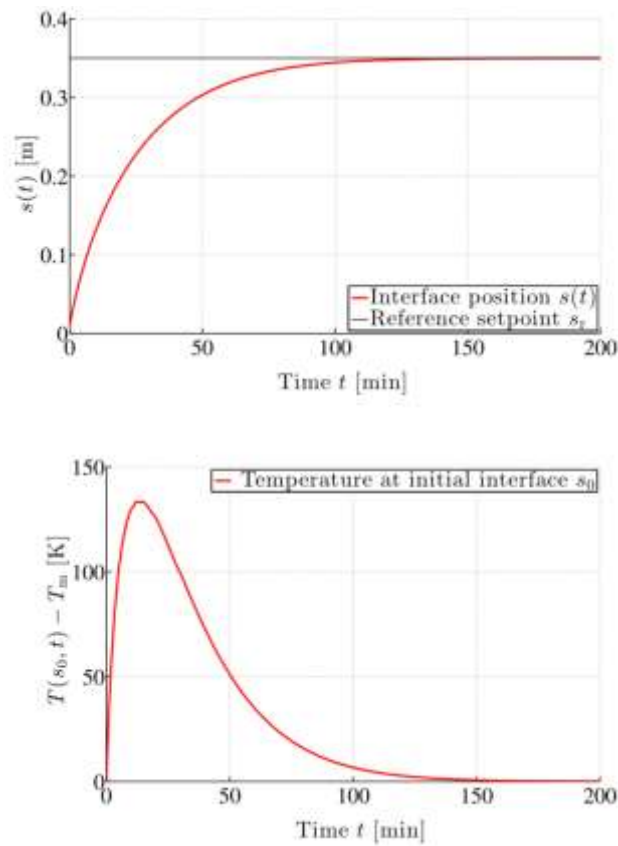 0.4
0.3
0.2
0.1
0
s(t) [m]
Interface position s(t)
Reference setpoint sᵣ
0 50 100 150 200
Time t [min]
150
100
50
0
T(s₀, t) − Tₘ [K]
Temperature at initial interface s₀
0 50 100 150 200
Time t [min]